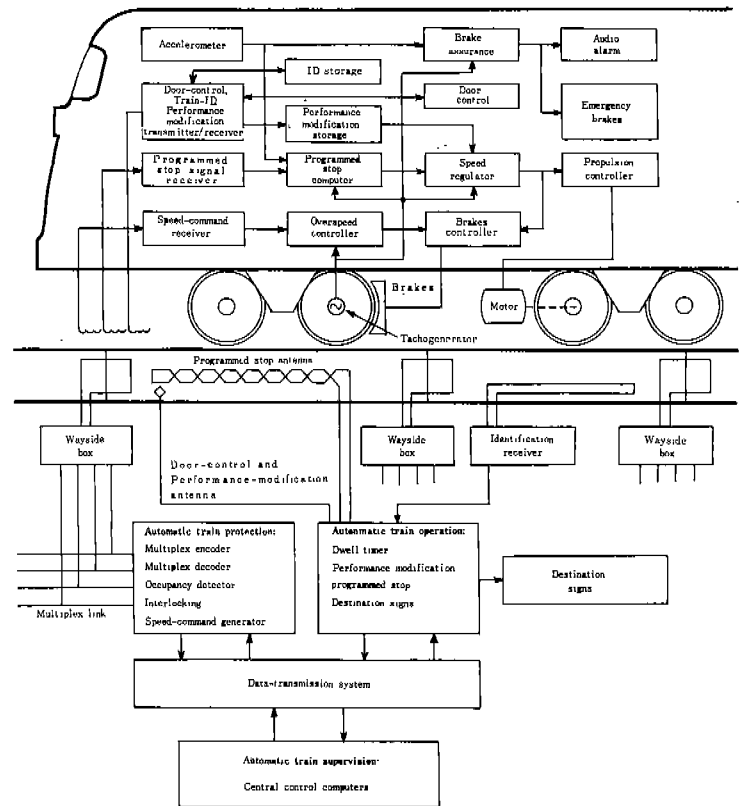 Accelerometer
Brake
assurance
Audio
alarm
ID storage
Door-control,
Train-ID
Performance
modification
transmitter/receiver
Door
control
Performance
modification
storage
Emergency
brakes
Programmed
stop signal
receiver
Programmed
stop
computer
Speed
regulator
Propulsion
controller
Speed-command
receiver
Overspeed
controller
Brakes
controller
Brakes
Motor
Tachogenerator
Programmed stop antenna
Wayside
box
Wayside
box
Identification
receiver
Wayside
box
Door-control and
Performance-modification
antenna
Automatic train protection:
Multiplex encoder
Multiplex decoder
Occupancy detector
Interlocking
Speed-command generator
Multiplex link
Automatic train operation:
Dwell timer
Performance modification
programmed stop
Destination signs
Destination
signs
Data-transmission system
Automatic train supervision:
Central control computers